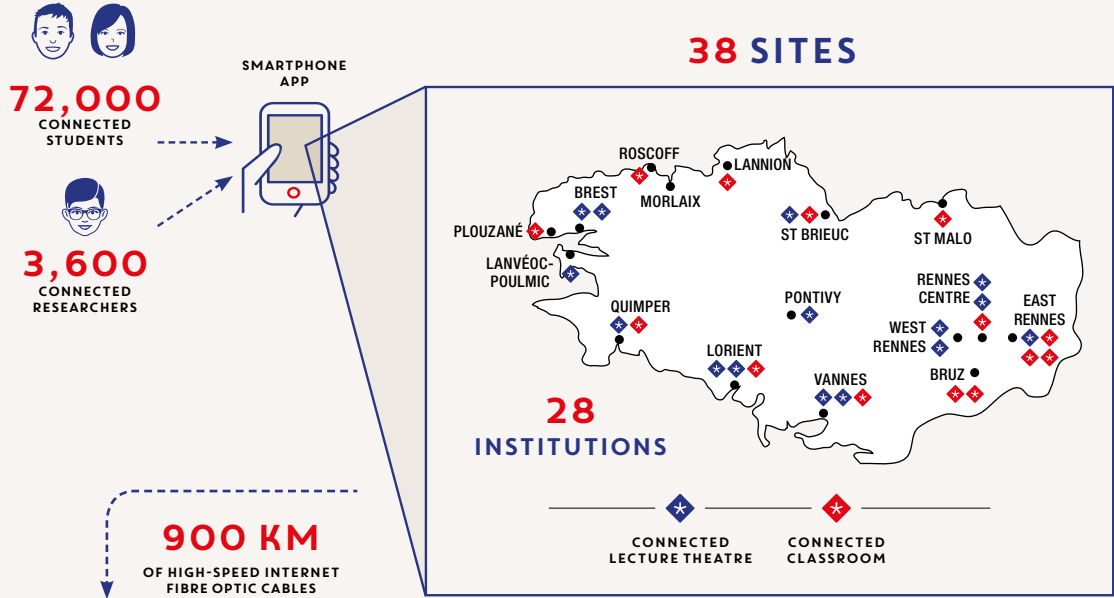 72,000
CONNECTED
STUDENTS
3,600
CONNECTED
RESEARCHERS
SMARTPHONE
APP
38 SITES
ROSCOFF
LANNION
BREST
MORLAIX
PLOUZANÉ
ST BRIEUC
ST MALO
LANVÉOC-
POULMIC
RENNES
CENTRE
EAST
RENNES
QUIMPER
PONTIVY
WEST
RENNES
LORIENT
VANNES
BRUZ
28
INSTITUTIONS
CONNECTED
LECTURE THEATRE
CONNECTED
CLASSROOM
900 KM
OF HIGH-SPEED INTERNET
FIBRE OPTIC CABLES